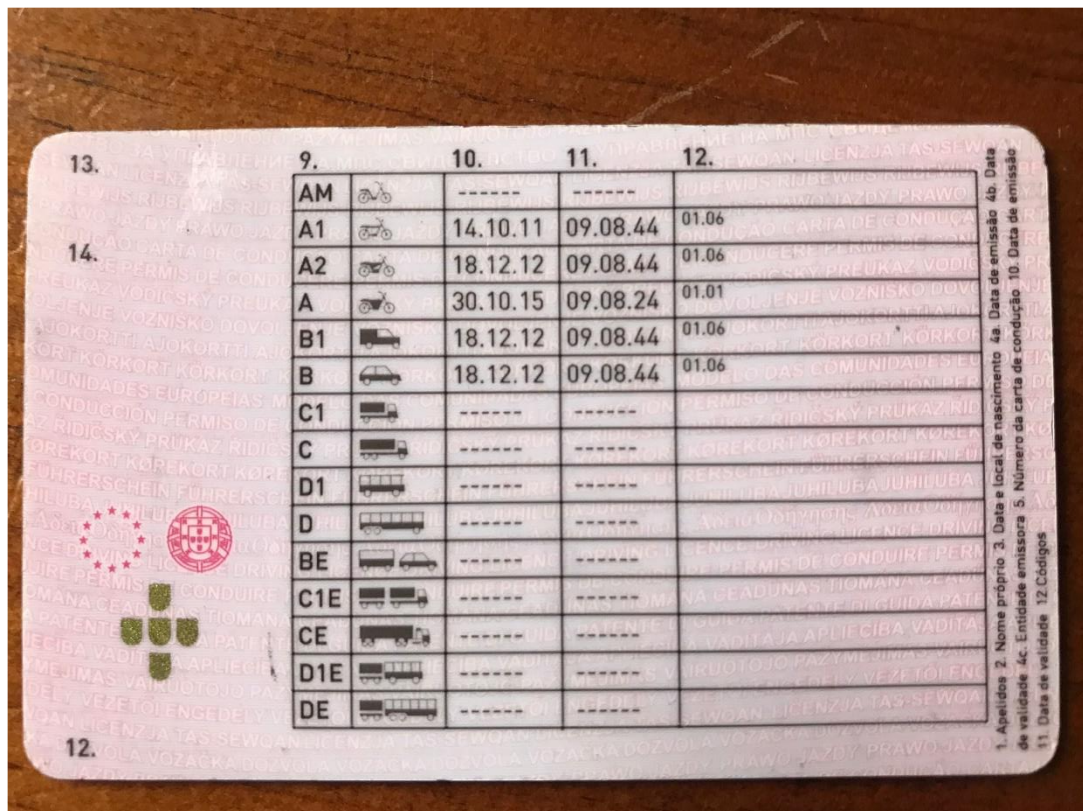 13.
9. 10. 11. 12.
AM ------ ------
A1 14.10.11 09.08.44 01.06
14.
A2 18.12.12 09.08.44 01.06
A 30.10.15 09.08.24 01.01
B1 18.12.12 09.08.44 01.06
B 18.12.12 09.08.44 01.06
C1 ------ ------
C ------ ------
D1 ------ ------
D ------ ------
BE ------ ------
C1E ------ ------
CE ------ ------
D1E ------ ------
DE ------ ------
12.
1. Apelidos 2. Nome próprio 3. Data e local de nascimento 4a. Data de emissão 4b. Data
de validade 4c. Entidade emissora 5. Número da carta de condução 10. Data de emissão
11. Data de validade 12. Códigos